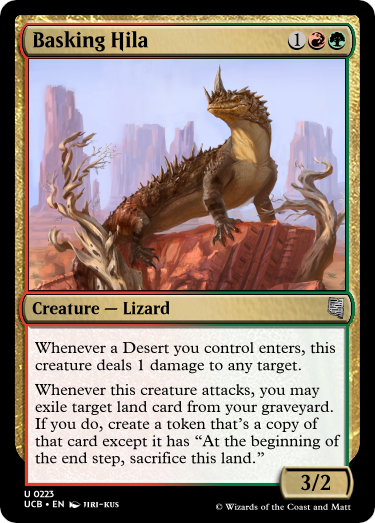 Basking Hila
1
Creature — Lizard
Whenever a Desert you control enters, this
creature deals 1 damage to any target.
Whenever this creature attacks, you may
exile target land card from your graveyard.
If you do, create a token that's a copy of
that card except it has “At the beginning of
the end step, sacrifice this land.”
3/2
U 0223
UCB • EN JIRI-KUS
© Wizards of the Coast and Matt